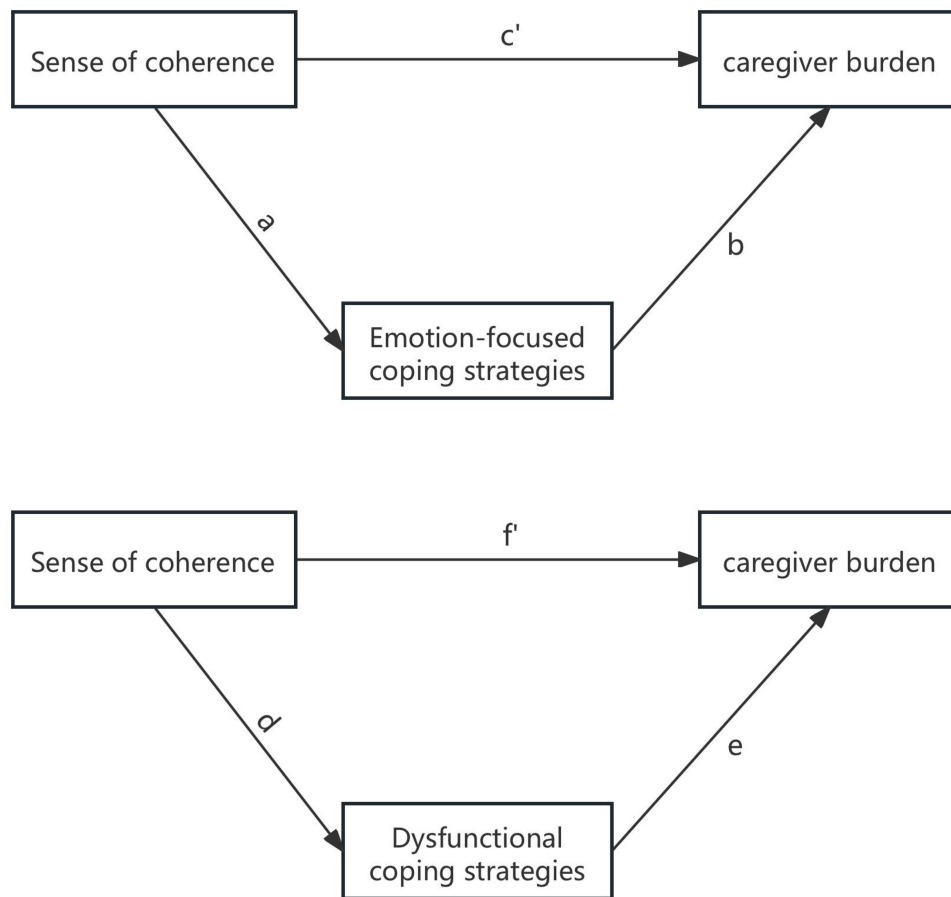 Sense of coherence
c'
caregiver burden
a
b
Emotion-focused
coping strategies
Sense of coherence
f'
caregiver burden
d
e
Dysfunctional
coping strategies